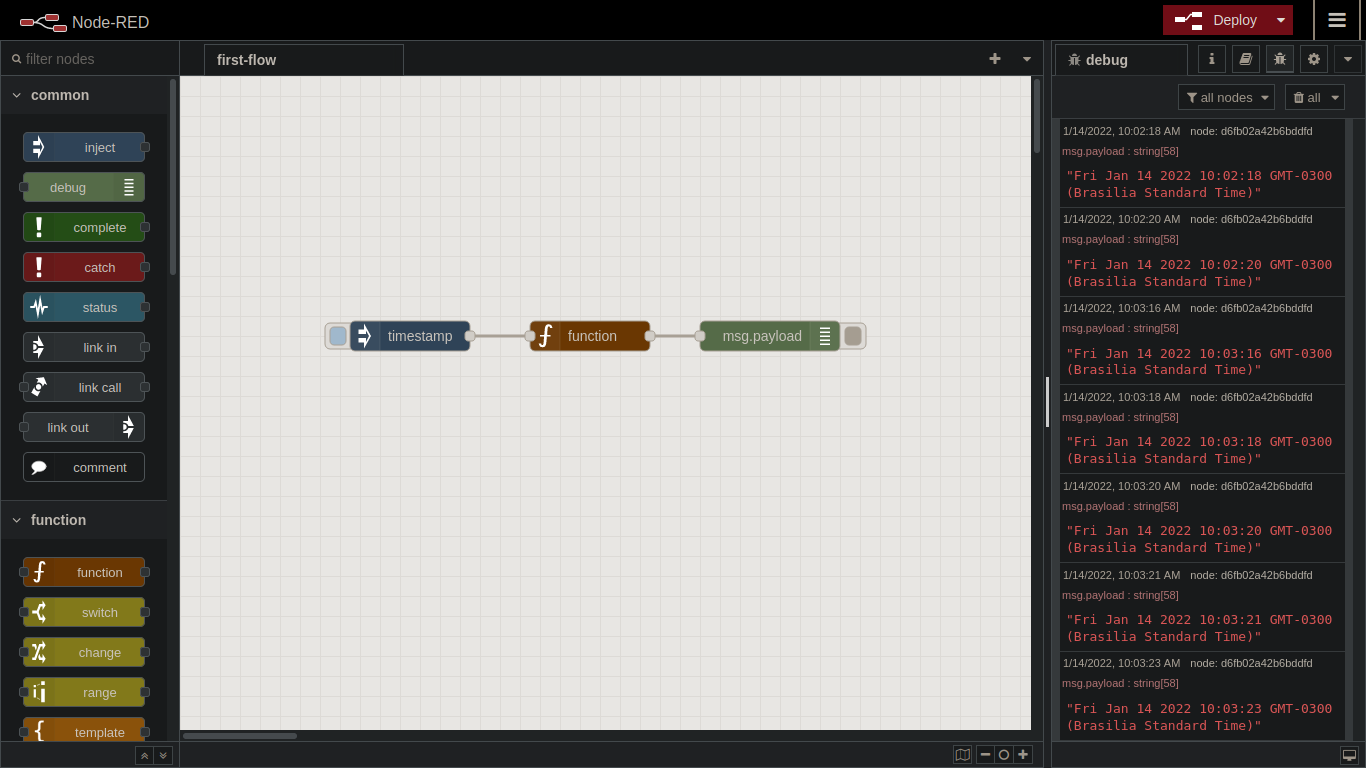 Node-RED
Deploy
filter nodes
common
inject
debug
complete
catch
status
link in
link call
link out
comment
function
function
switch
change
range
template
first-flow
timestamp
function
msg.payload
debug
all nodes
all
1/14/2022, 10:02:18 AM node: d6fb02a42b6bddfd
msg.payload : string[58]
"Fri Jan 14 2022 10:02:18 GMT-0300
(Brasilia Standard Time)"
1/14/2022, 10:02:20 AM node: d6fb02a42b6bddfd
msg.payload : string[58]
"Fri Jan 14 2022 10:02:20 GMT-0300
(Brasilia Standard Time)"
1/14/2022, 10:03:16 AM node: d6fb02a42b6bddfd
msg.payload : string[58]
"Fri Jan 14 2022 10:03:16 GMT-0300
(Brasilia Standard Time)"
1/14/2022, 10:03:18 AM node: d6fb02a42b6bddfd
msg.payload : string[58]
"Fri Jan 14 2022 10:03:18 GMT-0300
(Brasilia Standard Time)"
1/14/2022, 10:03:20 AM node: d6fb02a42b6bddfd
msg.payload : string[58]
"Fri Jan 14 2022 10:03:20 GMT-0300
(Brasilia Standard Time)"
1/14/2022, 10:03:21 AM node: d6fb02a42b6bddfd
msg.payload : string[58]
"Fri Jan 14 2022 10:03:21 GMT-0300
(Brasilia Standard Time)"
1/14/2022, 10:03:23 AM node: d6fb02a42b6bddfd
msg.payload : string[58]
"Fri Jan 14 2022 10:03:23 GMT-0300
(Brasilia Standard Time)"